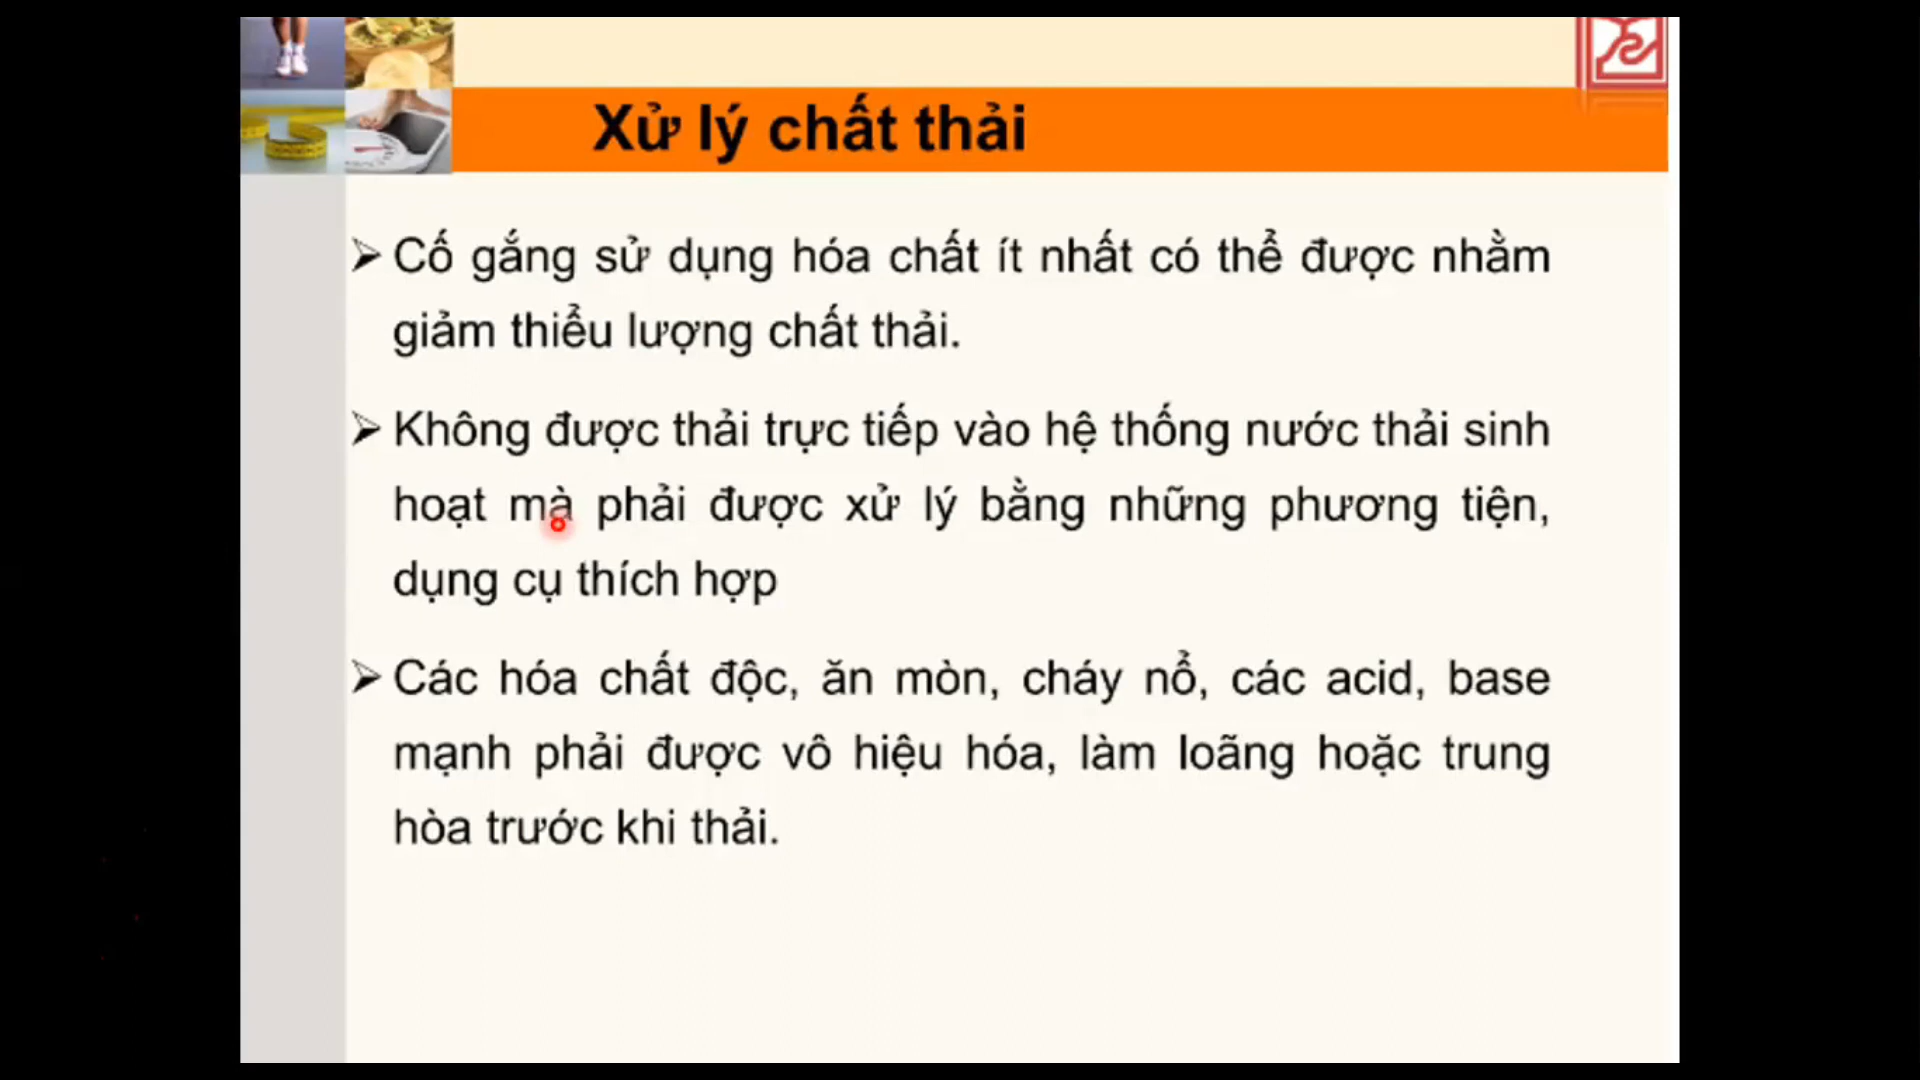 Xử lý chất thải
Cố gắng sử dụng hóa chất ít nhất có thể được nhằm
giảm thiểu lượng chất thải.
Không được thải trực tiếp vào hệ thống nước thải sinh
hoạt mà phải được xử lý bằng những phương tiện,
dụng cụ thích hợp
Các hóa chất độc, ăn mòn, cháy nổ, các acid, base
mạnh phải được vô hiệu hóa, làm loãng hoặc trung
hòa trước khi thải.